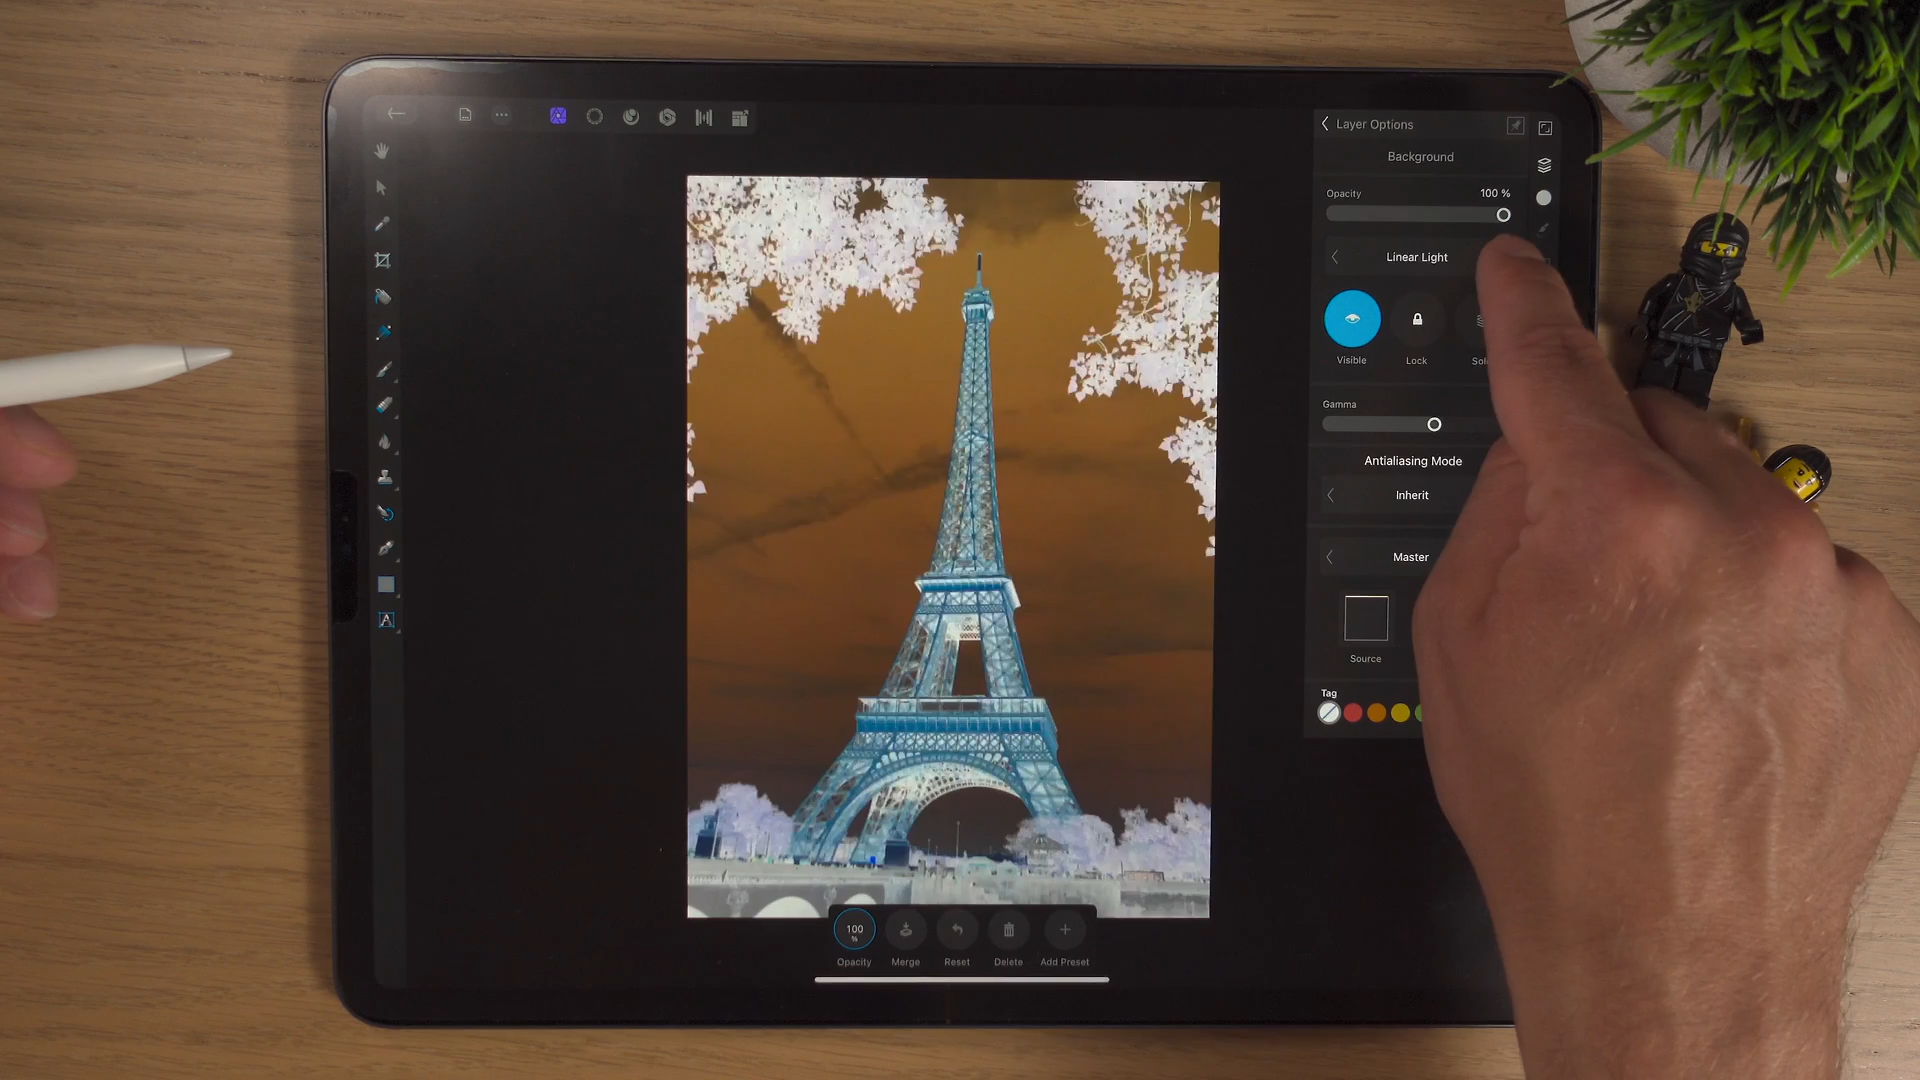 Layer Options
Background
Opacity 100 %
Linear Light
Visible Lock
Gamma
Antialiasing Mode
Inherit
Master
Source
Tag
A
100
%
Opacity Merge Reset Delete Add Preset